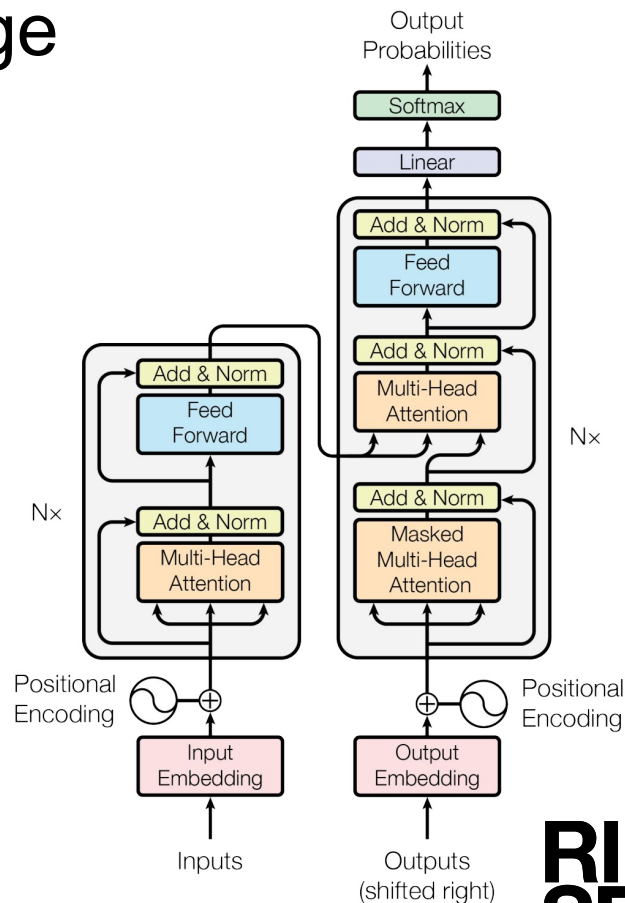 ge
Output
Probabilities
Softmax
Linear
Add & Norm
Feed
Forward
Add & Norm
Multi-Head
Attention
Nx
Add & Norm
Masked
Multi-Head
Attention
Add & Norm
Feed
Forward
Nx
Add & Norm
Multi-Head
Attention
Positional
Encoding
Positional
Encoding
Input
Embedding
Output
Embedding
Inputs
Outputs
(shifted right)
RI